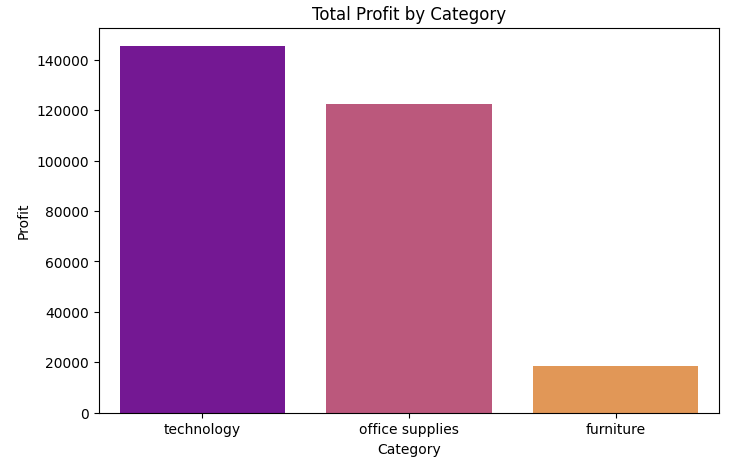 Total Profit by Category
140000
120000
100000
80000
60000
40000
20000
0
Profit
technology
office supplies
furniture
Category